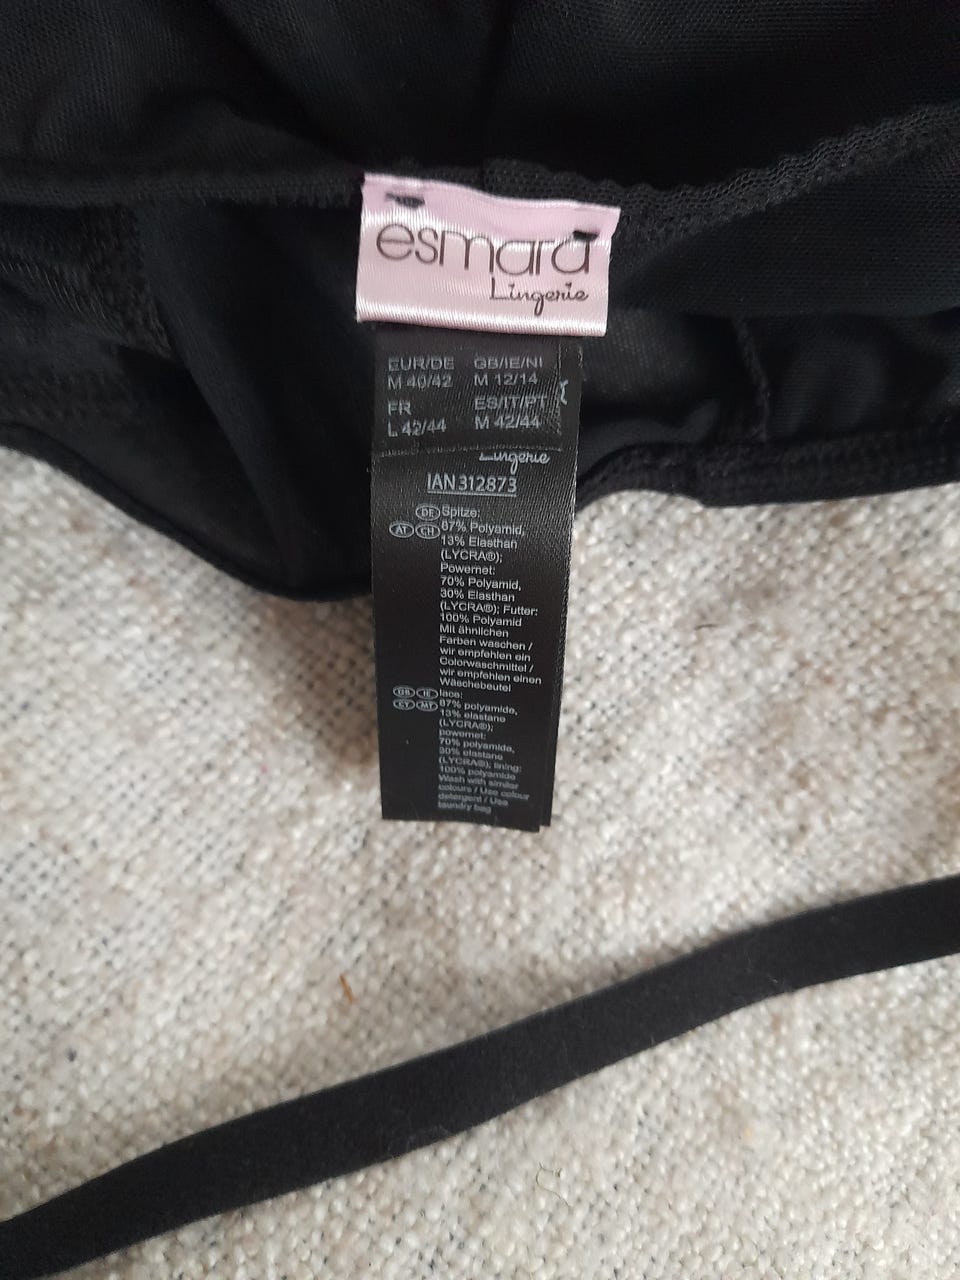 esmara
Lingerie
EUR/DE GB/IE/NI
M 40/42 M 12/14
FR ES/IT/PT
L 42/44 M 42/44
Lingerie
IAN 312873
DE Spitze:
AT CH 87% Polyamid,
13% Elasthan
(LYCRA®);
Powernet:
70% Polyamid,
30% Elasthan
(LYCRA®); Futter:
100% Polyamid
Mit ähnlichen
Farben waschen /
wir empfehlen ein
Colorwaschmittel /
wir empfehlen einen
Wäschebeutel
GB IE lace:
CY MT 87% polyamide,
13% elastane
(LYCRA®);
powernet:
70% polyamide,
30% elastane
(LYCRA®); lining:
100% polyamide
Wash with similar
colours / Use colour
detergent / Use
laundry bag